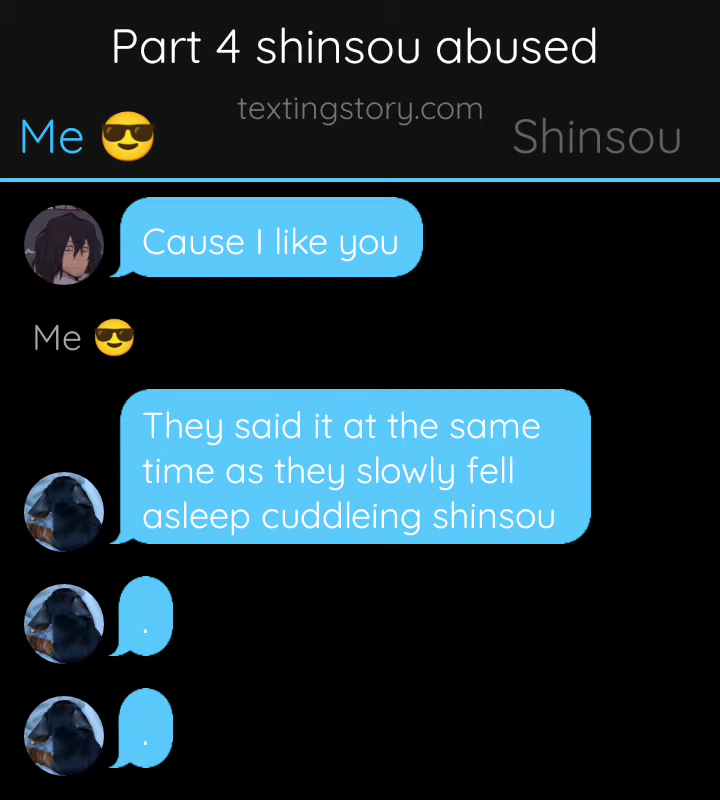 Part 4 shinsou abused
textingstory.com
Me 😎 Shinsou
Cause I like you
Me 😎
They said it at the same
time as they slowly fell
asleep cuddleing shinsou
.
.